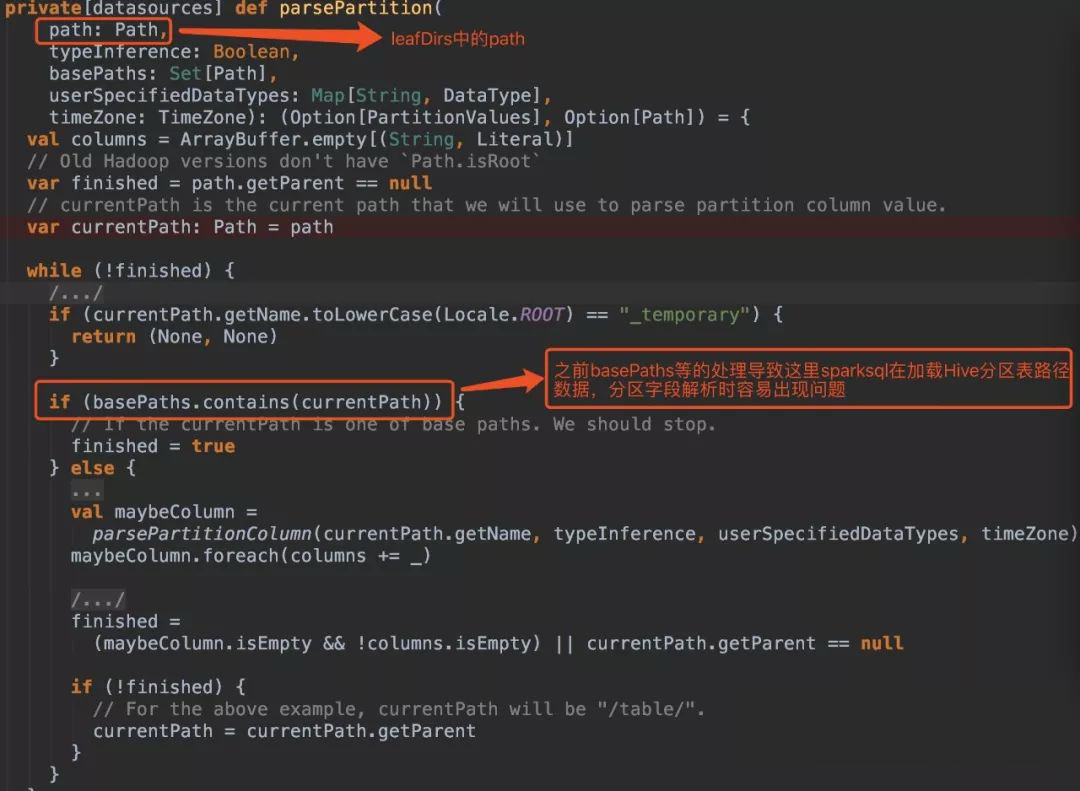 private[datasources] def parsePartition(
path: Path,
leafDirs中的path
typeInference: Boolean,
basePaths: Set[Path],
userSpecifiedDataTypes: Map[String, DataType],
timeZone: TimeZone): (Option[PartitionValues], Option[Path]) = {
val columns = ArrayBuffer.empty[(String, Literal)]
// Old Hadoop versions don't have `Path.isRoot`
var finished = path.getParent == null
// currentPath is the current path that we will use to parse partition column value.
var currentPath: Path = path
while (!finished) {
/.../
if (currentPath.getName.toLowerCase(Locale.ROOT) == "_temporary") {
return (None, None)
}
之前basePaths等的处理导致这里sparksql在加载Hive分区表路径
数据，分区字段解析时容易出现问题
if (basePaths.contains(currentPath)) {
// If the currentPath is one of base paths. We should stop.
finished = true
} else {
...
val maybeColumn =
parsePartitionColumn(currentPath.getName, typeInference, userSpecifiedDataTypes, timeZone)
maybeColumn.foreach(columns += _)
/.../
finished =
(maybeColumn.isEmpty && !columns.isEmpty) || currentPath.getParent == null
if (!finished) {
// For the above example, currentPath will be "/table/".
currentPath = currentPath.getParent
}
}